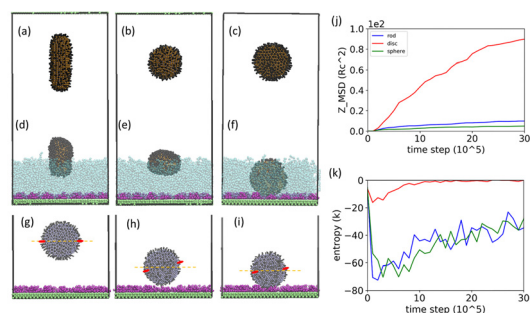 (a)
(b)
(c)
(d)
(e)
(f)
(g)
(h)
(i)
(j)
1.0 1e2
0.8
0.6
0.4
0.2
0.0
Z_MSD (Rc^2)
rod
disc
sphere
0 10 20 30
time step (10^5)
(k)
0
−20
−40
−60
−80
entropy (k)
0 10 20 30
time step (10^5)